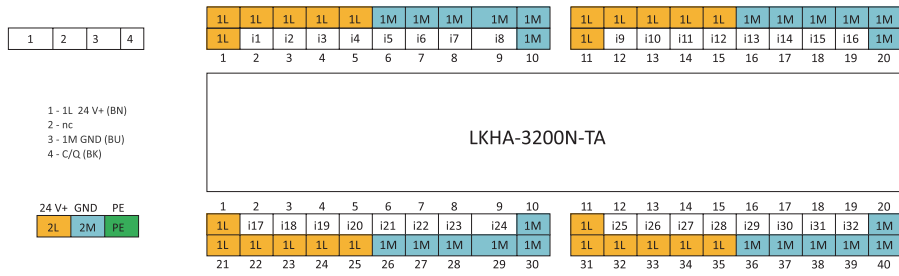 1 2 3 4
1 - 1L 24 V+ (BN)
2 - nc
3 - 1M GND (BU)
4 - C/Q (BK)
24 V+ GND PE
2L 2M PE
1L 1L 1L 1L 1L 1M 1M 1M 1M 1M
1L i1 i2 i3 i4 i5 i6 i7 i8 1M
1 2 3 4 5 6 7 8 9 10
1L 1L 1L 1L 1L 1M 1M 1M 1M 1M
1L i9 i10 i11 i12 i13 i14 i15 i16 1M
11 12 13 14 15 16 17 18 19 20
LKHA-3200N-TA
1 2 3 4 5 6 7 8 9 10
1L i17 i18 i19 i20 i21 i22 i23 i24 1M
1L 1L 1L 1L 1L 1M 1M 1M 1M 1M
21 22 23 24 25 26 27 28 29 30
11 12 13 14 15 16 17 18 19 20
1L i25 i26 i27 i28 i29 i30 i31 i32 1M
1L 1L 1L 1L 1L 1M 1M 1M 1M 1M
31 32 33 34 35 36 37 38 39 40